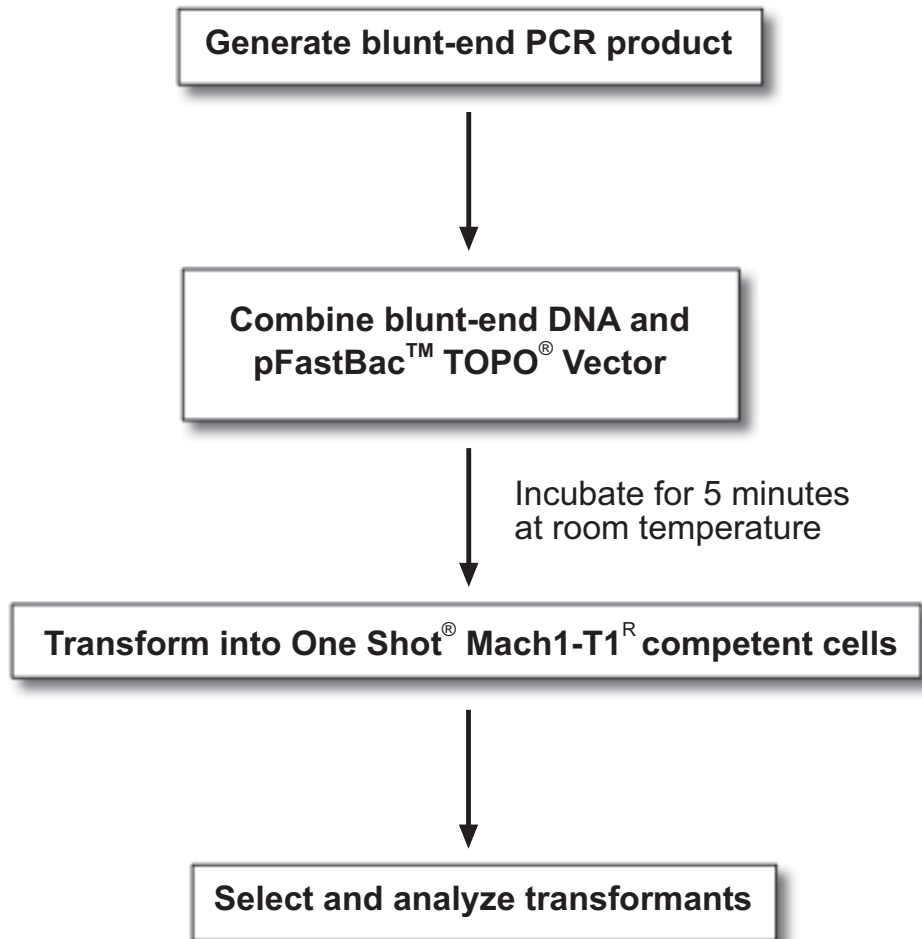 Generate blunt-end PCR product
Combine blunt-end DNA and
pFastBac™ TOPO® Vector
Incubate for 5 minutes
at room temperature
Transform into One Shot® Mach1-T1ᴿ competent cells
Select and analyze transformants